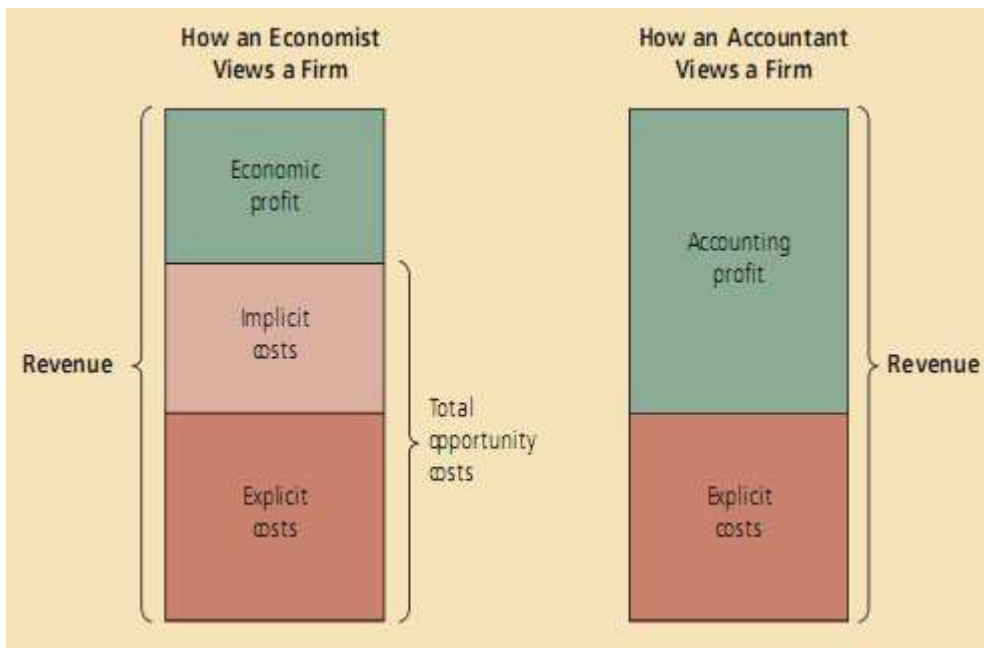 How an Economist
Views a Firm
How an Accountant
Views a Firm
Economic
profit
Implicit
costs
Explicit
costs
Revenue
Total
opportunity
costs
Accounting
profit
Explicit
costs
Revenue